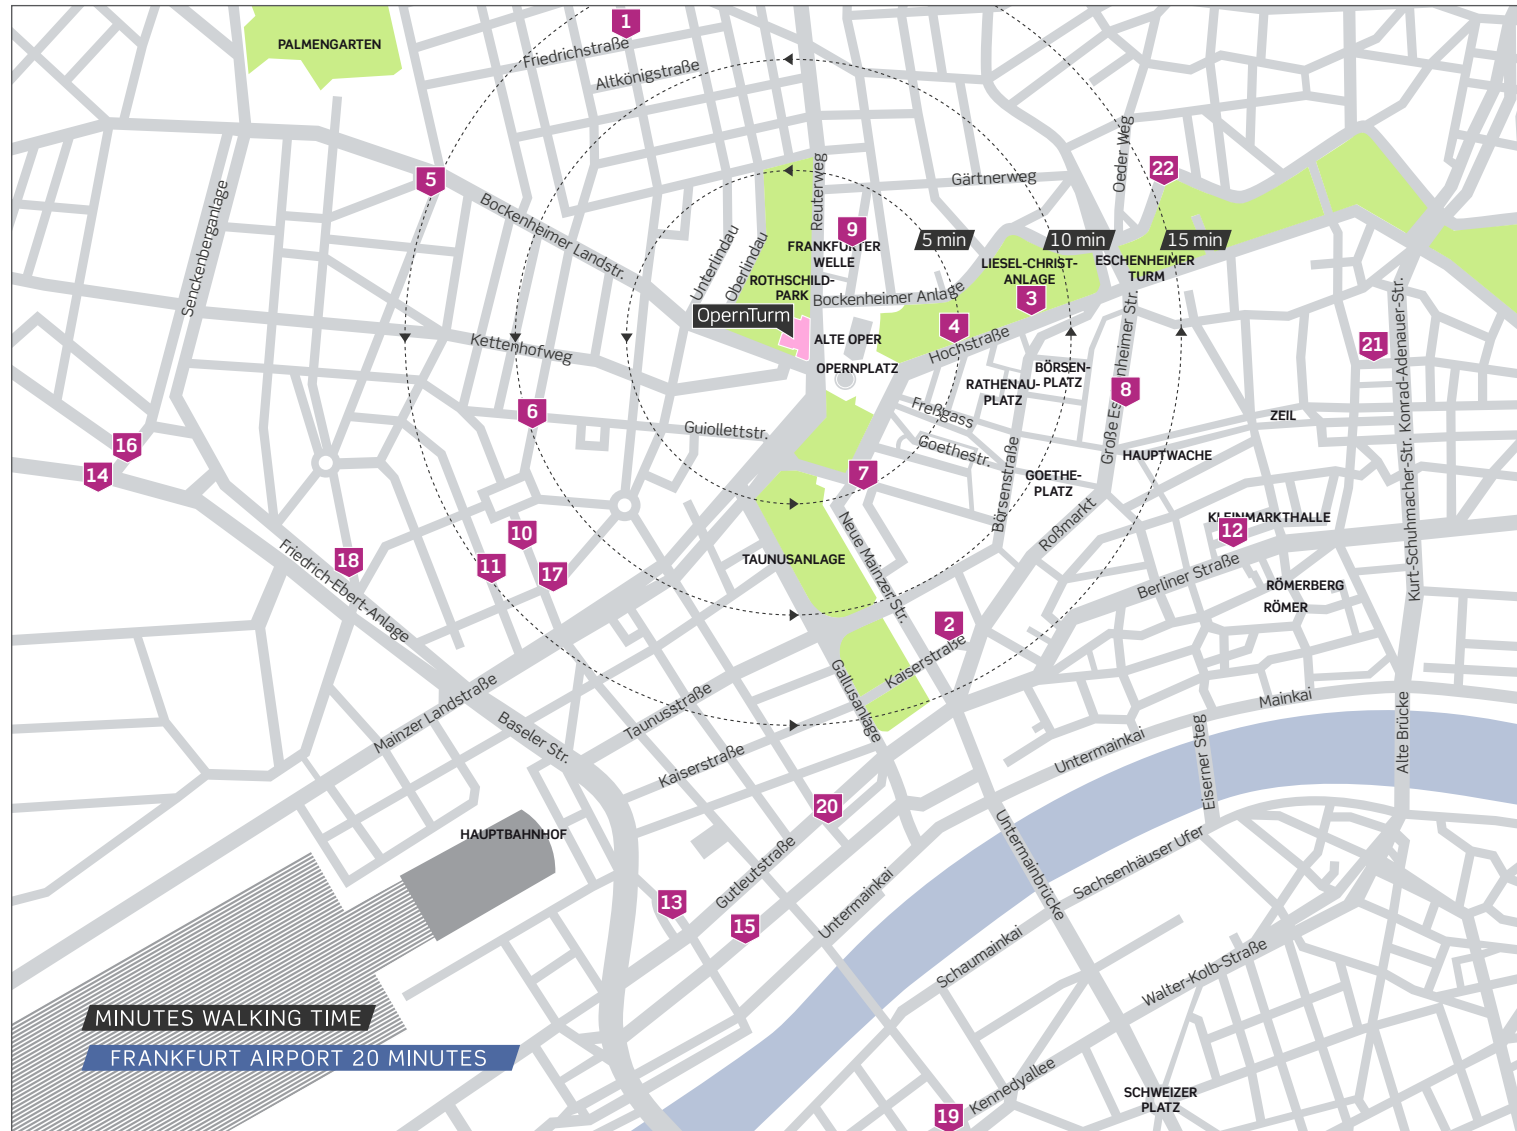 1
PALMENGARTEN
Friedrichstraße
Altkönigstraße
Oeder Weg
22
5
Gärtnerweg
Reuterweg
Senckenberganlage
Bockenheimer Landstr.
Unterlindau
Oberlindau
9
FRANKFURTER
WELLE
5 min
10 min
15 min
LIESEL-CHRIST-
ANLAGE
ESCHENHEIMER
TURM
ROTHSCHILD-
PARK
Bockenheimer Anlage
3
OpernTurm
4
ALTE OPER
Hochstraße
21
Kettenhofweg
OPERNPLATZ
BÖRSEN-
PLATZ
RATHENAU-
PLATZ
8
Große Eschenheimer Str.
Konrad-Adenauer-Str.
6
Freßgass
ZEIL
Guiollettstr.
Goethestr.
HAUPTWACHE
16
14
7
GOETHE-
PLATZ
Börsenstraße
Roßmarkt
KLEINMARKTHALLE
12
Kurt-Schuhmacher-Str.
10
Neue Mainzer Str.
18
11
17
TAUNUSANLAGE
Berliner Straße
RÖMERBERG
RÖMER
Friedrich-Ebert-Anlage
2
Kaiserstraße
Gallusanlage
Mainzer Landstraße
Taunusstraße
Mainkai
Baseler Str.
Kaiserstraße
Untermainkai
Eiserner Steg
Alte Brücke
20
HAUPTBAHNHOF
Untermainbrücke
Sachsenhäuser Ufer
Gutleutstraße
13
15
Untermainkai
Schaumainkai
Walter-Kolb-Straße
MINUTES WALKING TIME
FRANKFURT AIRPORT 20 MINUTES
Kennedyallee
SCHWEIZER
PLATZ
19